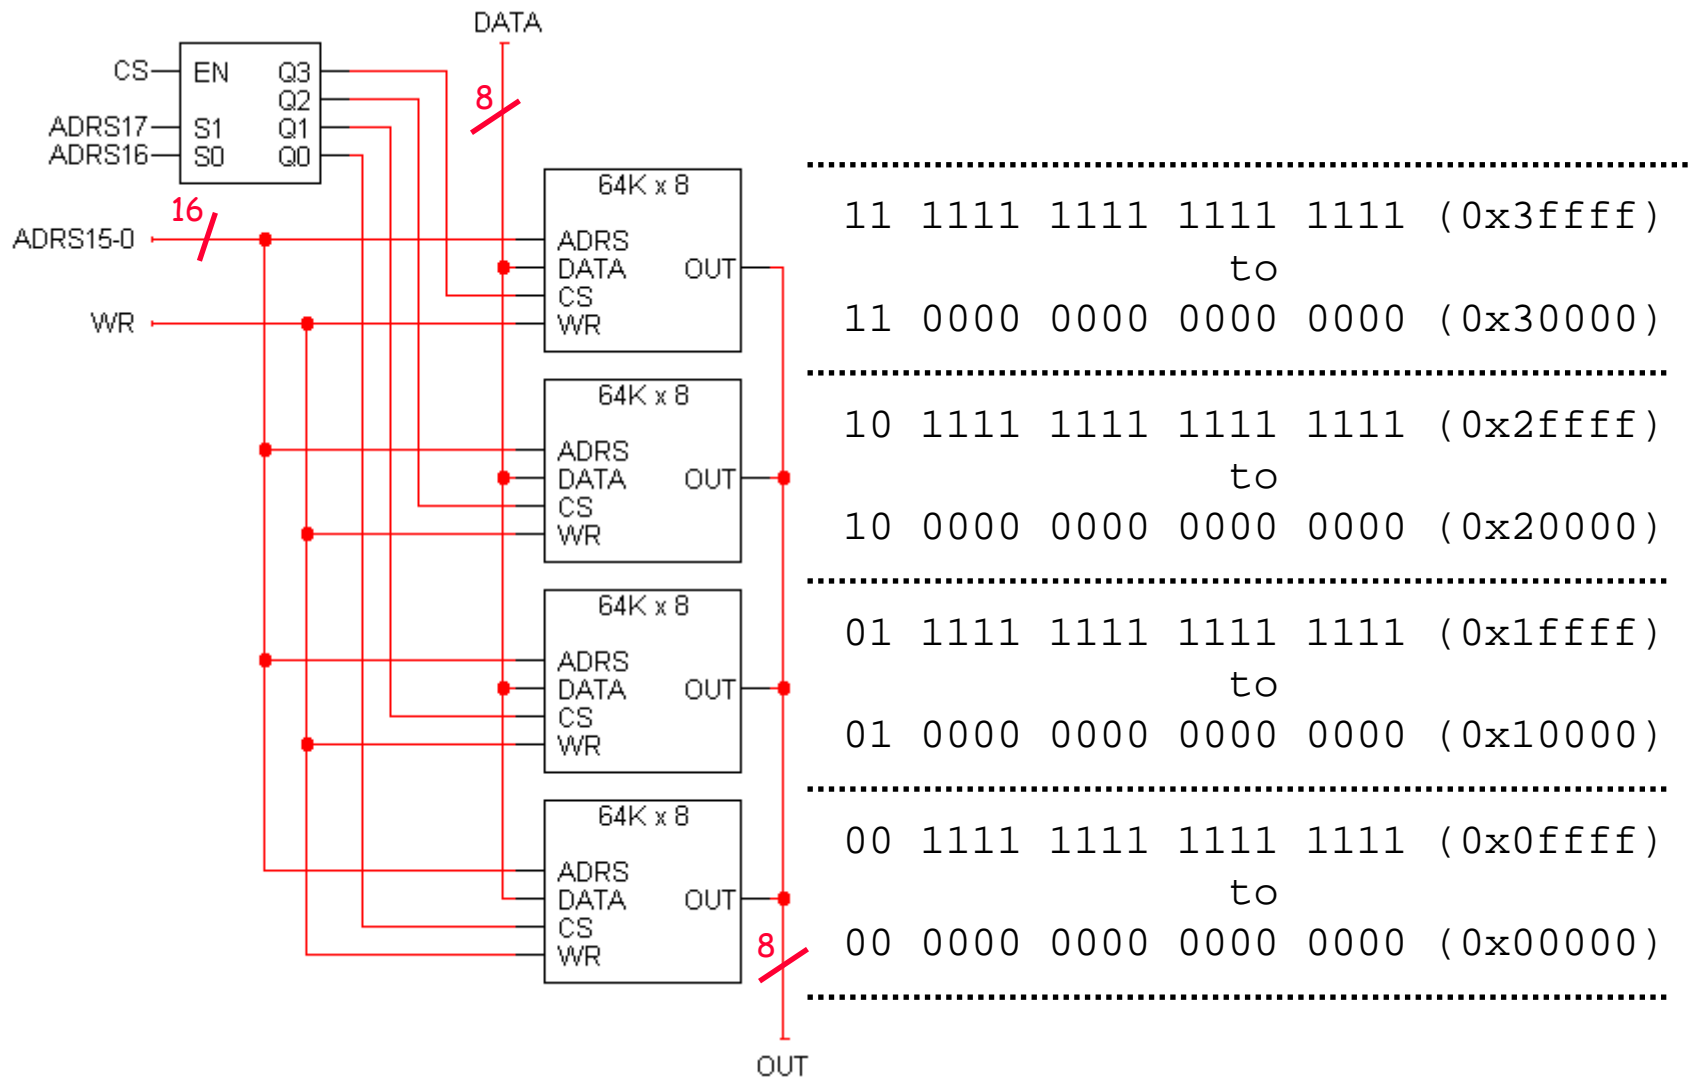 DATA
CS EN Q3
Q2
ADRS17 S1 Q1
ADRS16 S0 Q0
8
16
ADRS15-0
WR
64K x 8
ADRS
DATA OUT
CS
WR
64K x 8
ADRS
DATA OUT
CS
WR
64K x 8
ADRS
DATA OUT
CS
WR
64K x 8
ADRS
DATA OUT
CS
WR
8
OUT
11 1111 1111 1111 1111 (0x3ffff)
to
11 0000 0000 0000 0000 (0x30000)
10 1111 1111 1111 1111 (0x2ffff)
to
10 0000 0000 0000 0000 (0x20000)
01 1111 1111 1111 1111 (0x1ffff)
to
01 0000 0000 0000 0000 (0x10000)
00 1111 1111 1111 1111 (0x0ffff)
to
00 0000 0000 0000 0000 (0x00000)